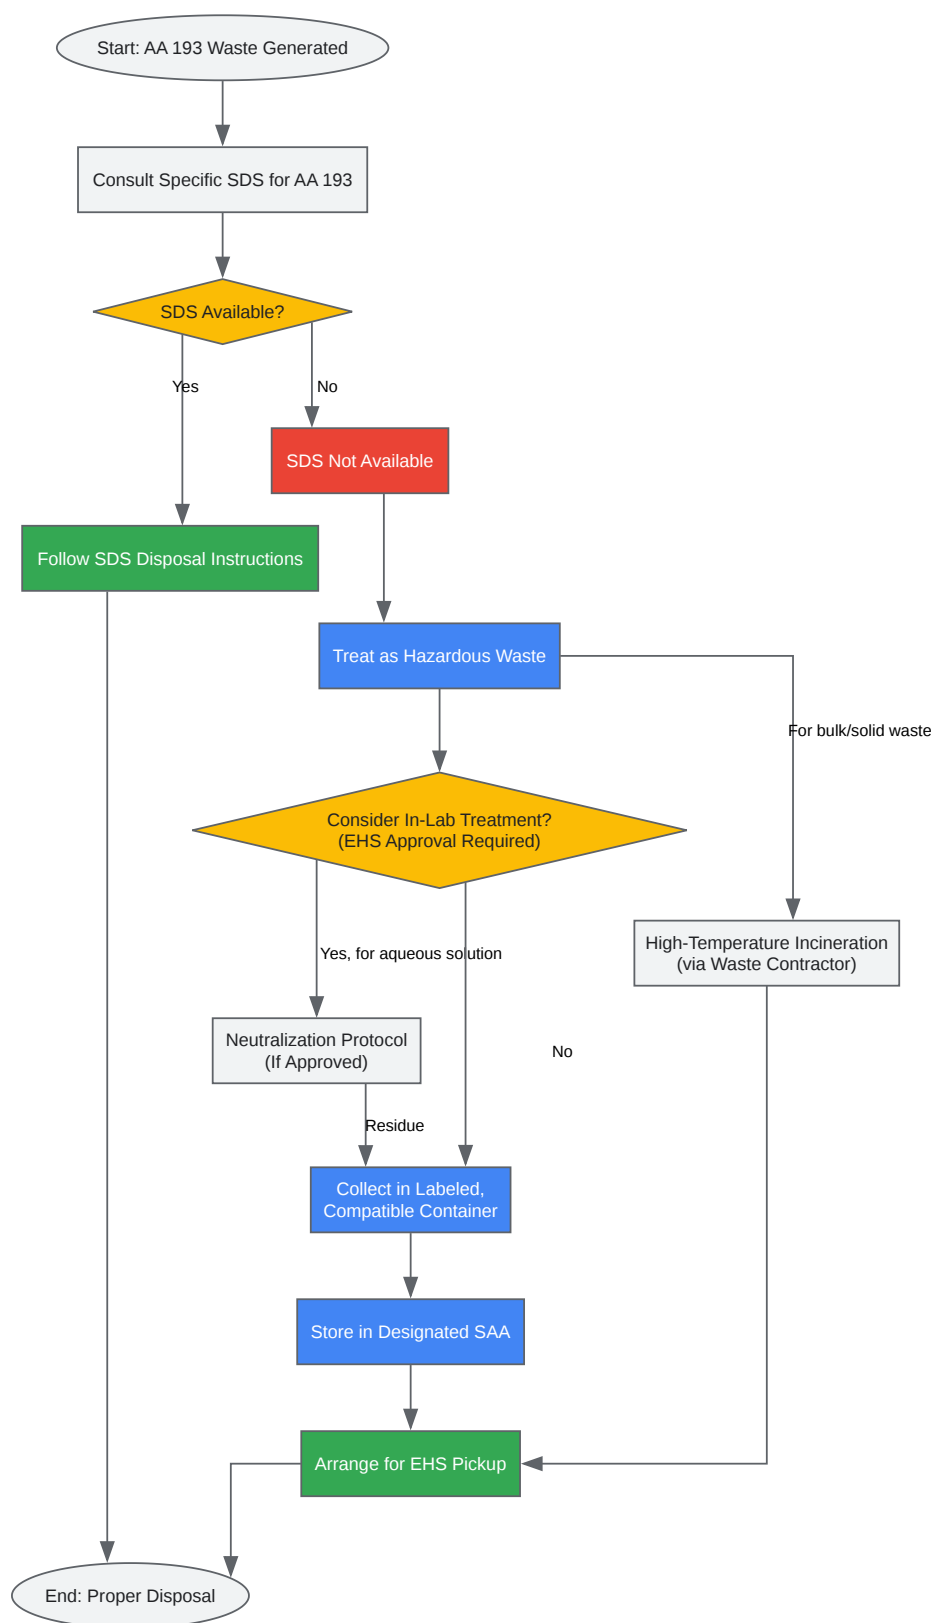 Start: AA 193 Waste Generated
Consult Specific SDS for AA 193
SDS Available?
Yes
No
SDS Not Available
Follow SDS Disposal Instructions
Treat as Hazardous Waste
For bulk/solid waste
Consider In-Lab Treatment?
(EHS Approval Required)
Yes, for aqueous solution
High-Temperature Incineration
(via Waste Contractor)
Neutralization Protocol
(If Approved)
No
Residue
Collect in Labeled,
Compatible Container
Store in Designated SAA
Arrange for EHS Pickup
End: Proper Disposal